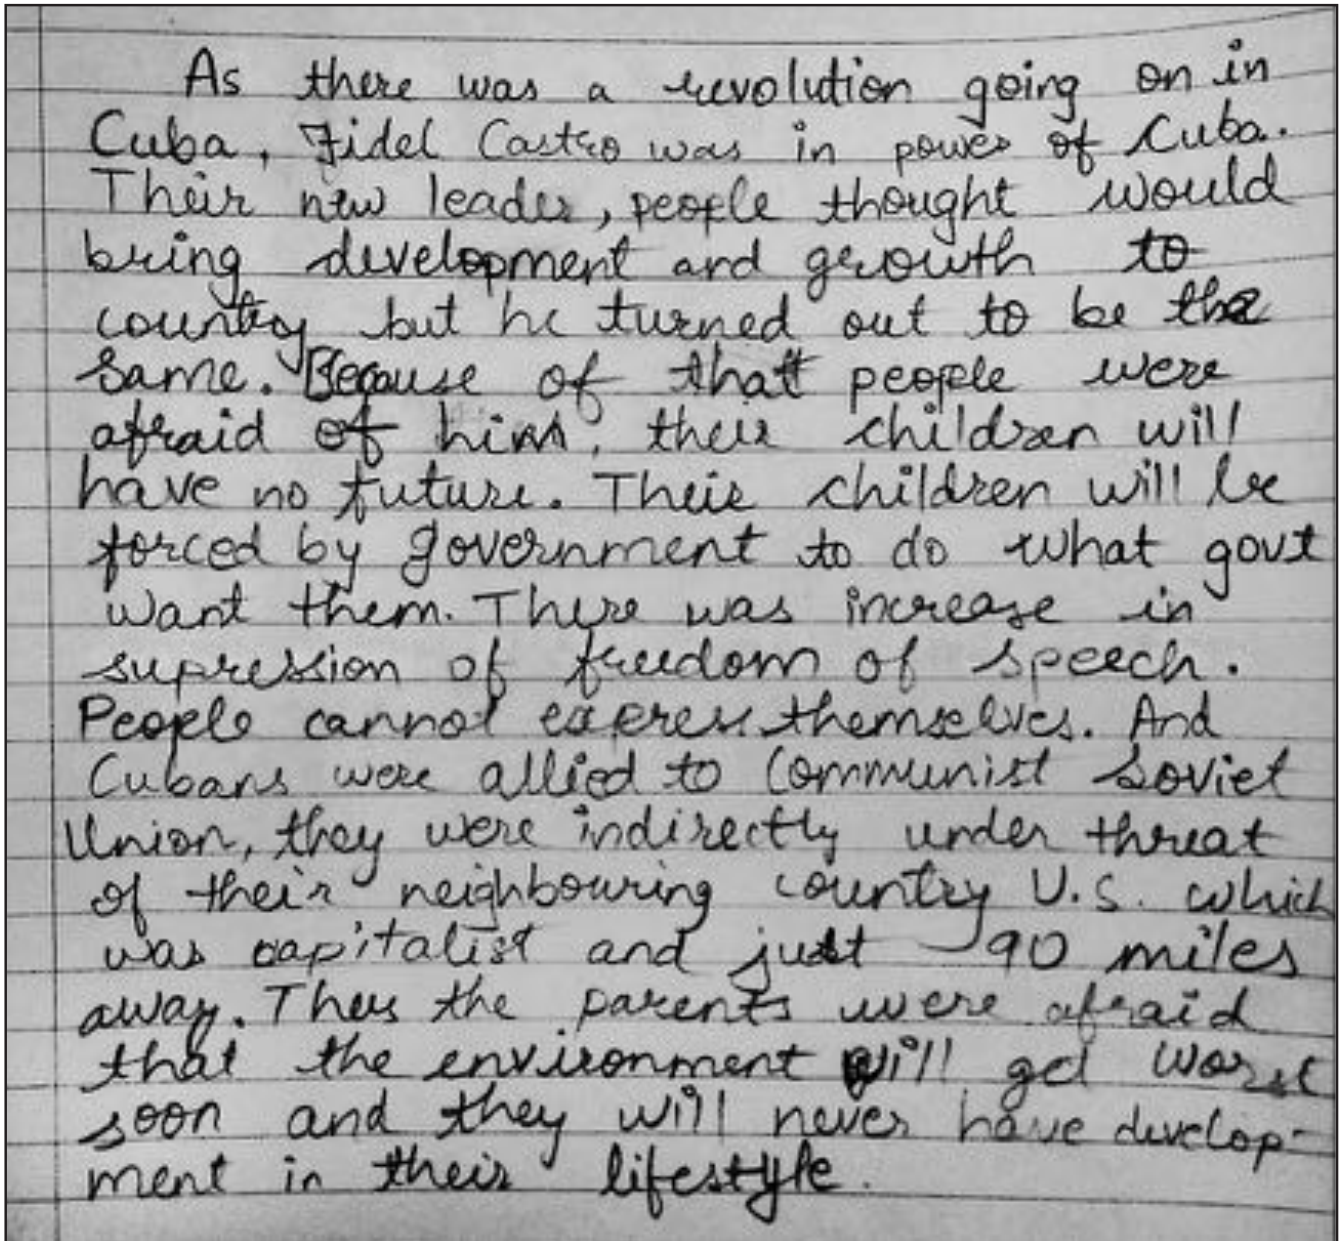 As there was a revolution going on in
Cuba, Fidel Castro was in power of Cuba.
Their new leader, people thought would
bring development and growth to
country but he turned out to be the
same. Because of that people were
afraid of him, their children will
have no future. Their children will be
forced by government to do what govt
want them. There was increase in
supression of freedom of speech.
People cannot express themselves. And
Cubans were allied to Communist Soviet
Union, they were indirectly under threat
of their neighbouring country U.S. which
was capitalist and just 90 miles
away. Thus the parents were afraid
that the environment will get worst
soon and they will never have develop-
ment in their lifestyle.